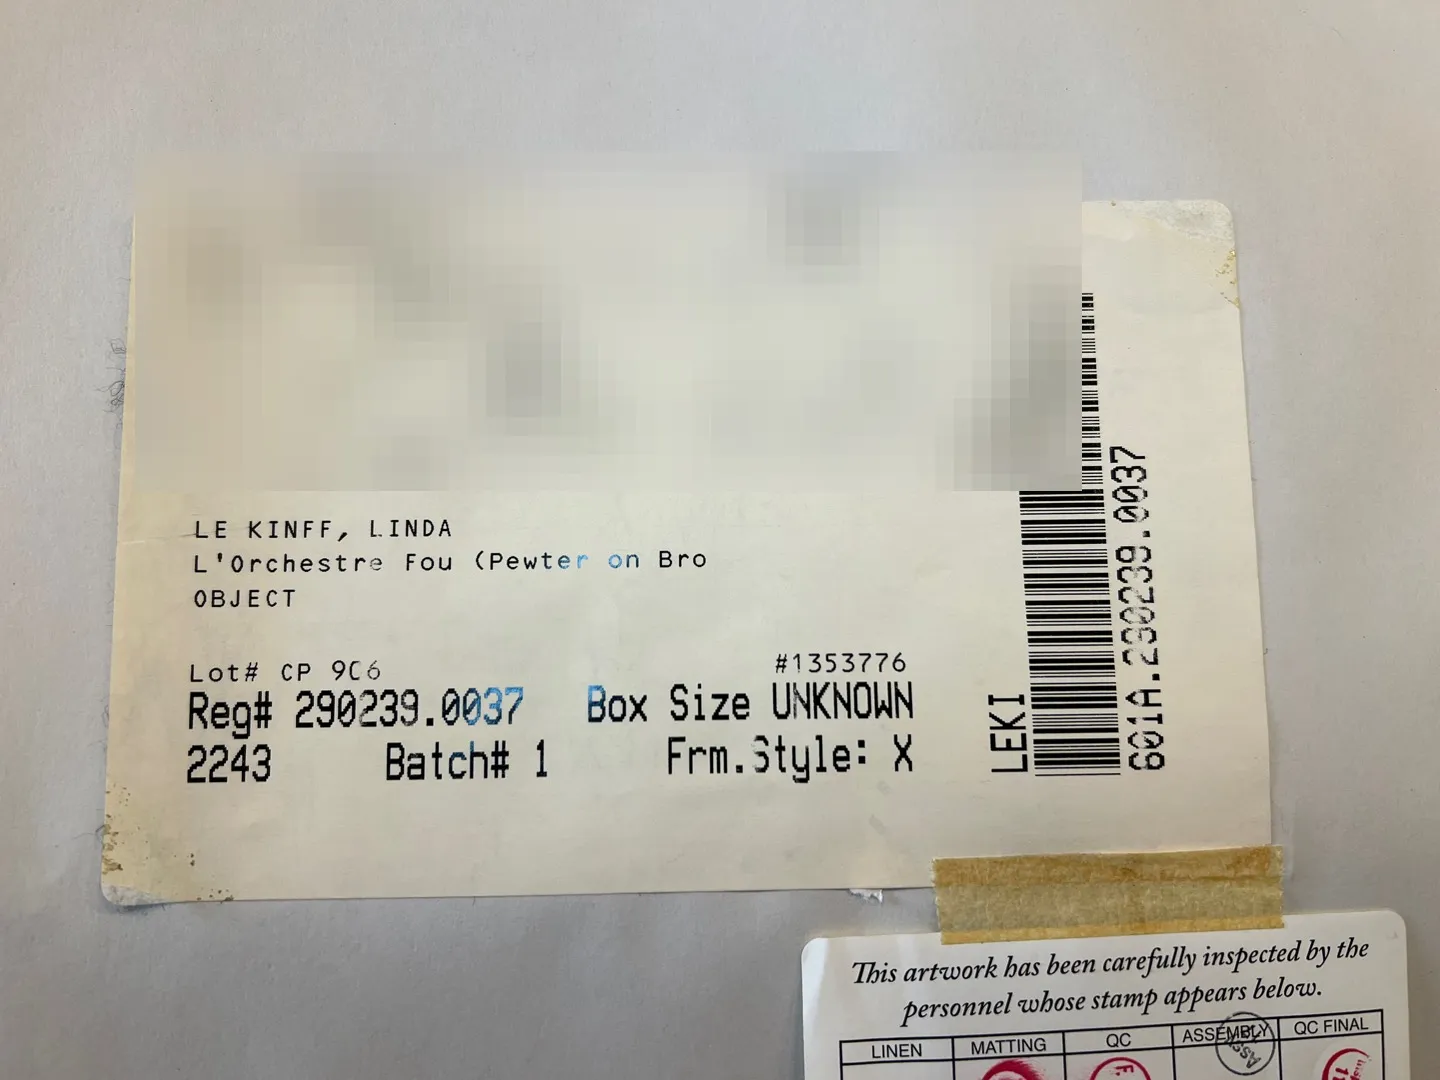 LE KINFF, LINDA
L'Orchestre Fou (Pewter on Bro
OBJECT
Lot# CP 9C6
#1353776
Reg# 290239.0037 Box Size UNKNOWN
2243 Batch# 1 Frm.Style: X
LEKI
601A.290239.0037
This artwork has been carefully inspected by the
personnel whose stamp appears below.
LINEN MATTING QC ASSEMBLY QC FINAL